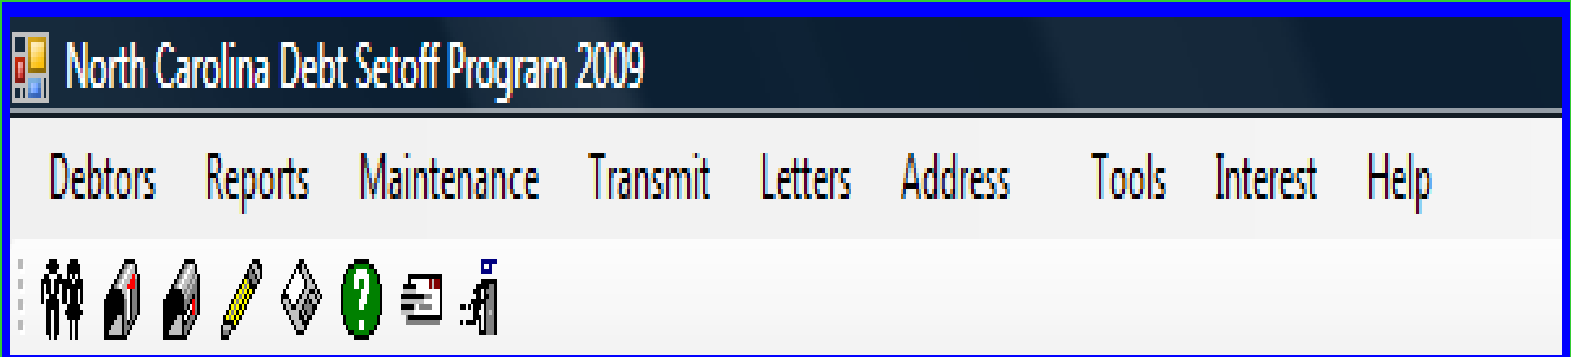 North Carolina Debt Setoff Program 2009
Debtors Reports Maintenance Transmit Letters Address Tools Interest Help
?